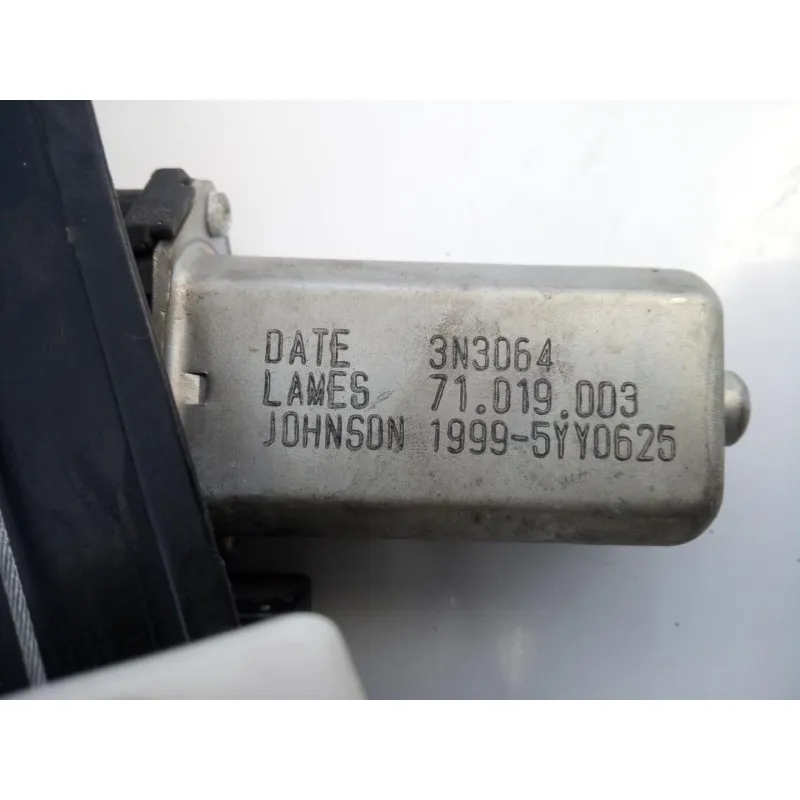 DATE 3N3064
LAMES 71.019.003
JOHNSON 1999-5YY0625